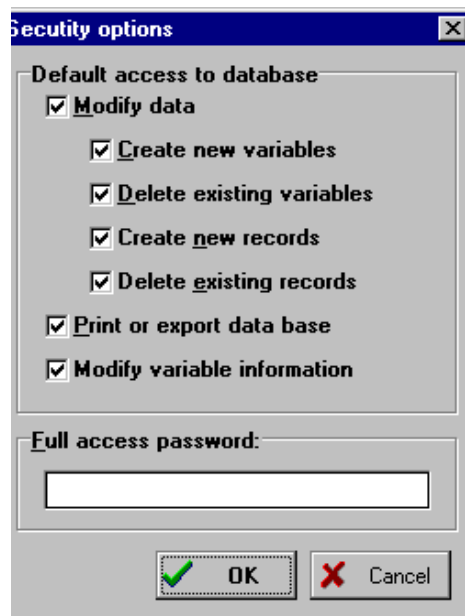 Secutity options
Default access to database
Modify data
Create new variables
Delete existing variables
Create new records
Delete existing records
Print or export data base
Modify variable information
Full access password:
OK Cancel